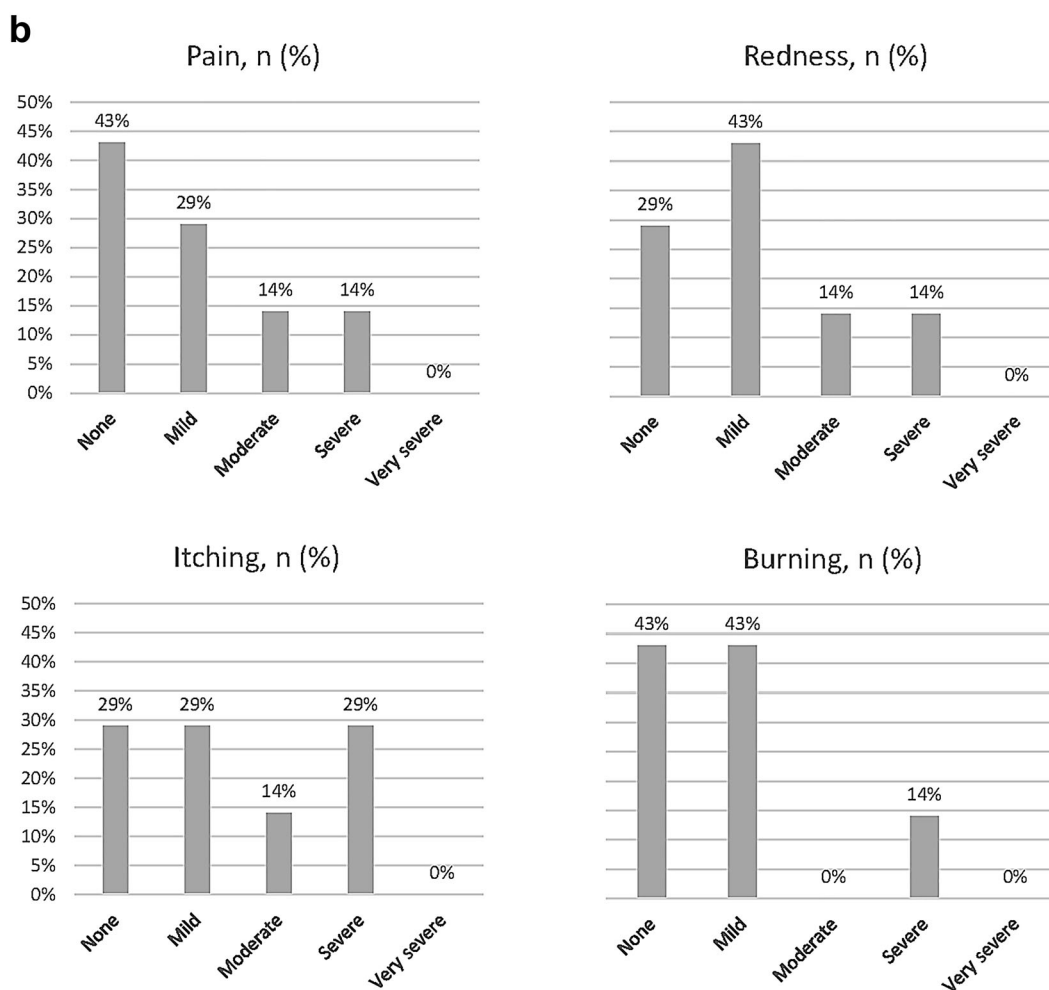 b
Pain, n (%)
50%
45%
40%
35%
30%
25%
20%
15%
10%
5%
0%
43%
29%
14%
14%
0%
None
Mild
Moderate
Severe
Very severe
Redness, n (%)
29%
43%
14%
14%
0%
None
Mild
Moderate
Severe
Very severe
Itching, n (%)
50%
45%
40%
35%
30%
25%
20%
15%
10%
5%
0%
29%
29%
14%
29%
0%
None
Mild
Moderate
Severe
Very severe
Burning, n (%)
43%
43%
0%
14%
0%
None
Mild
Moderate
Severe
Very severe